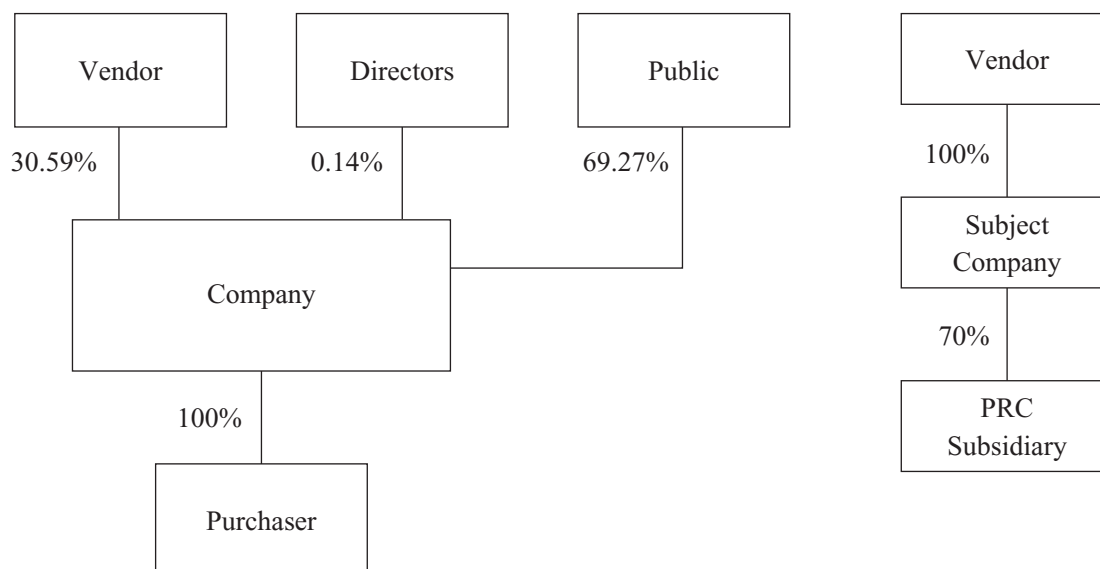 Vendor
Directors
Public
Vendor
30.59%
0.14%
69.27%
100%
Subject
Company
Company
70%
100%
PRC
Subsidiary
Purchaser